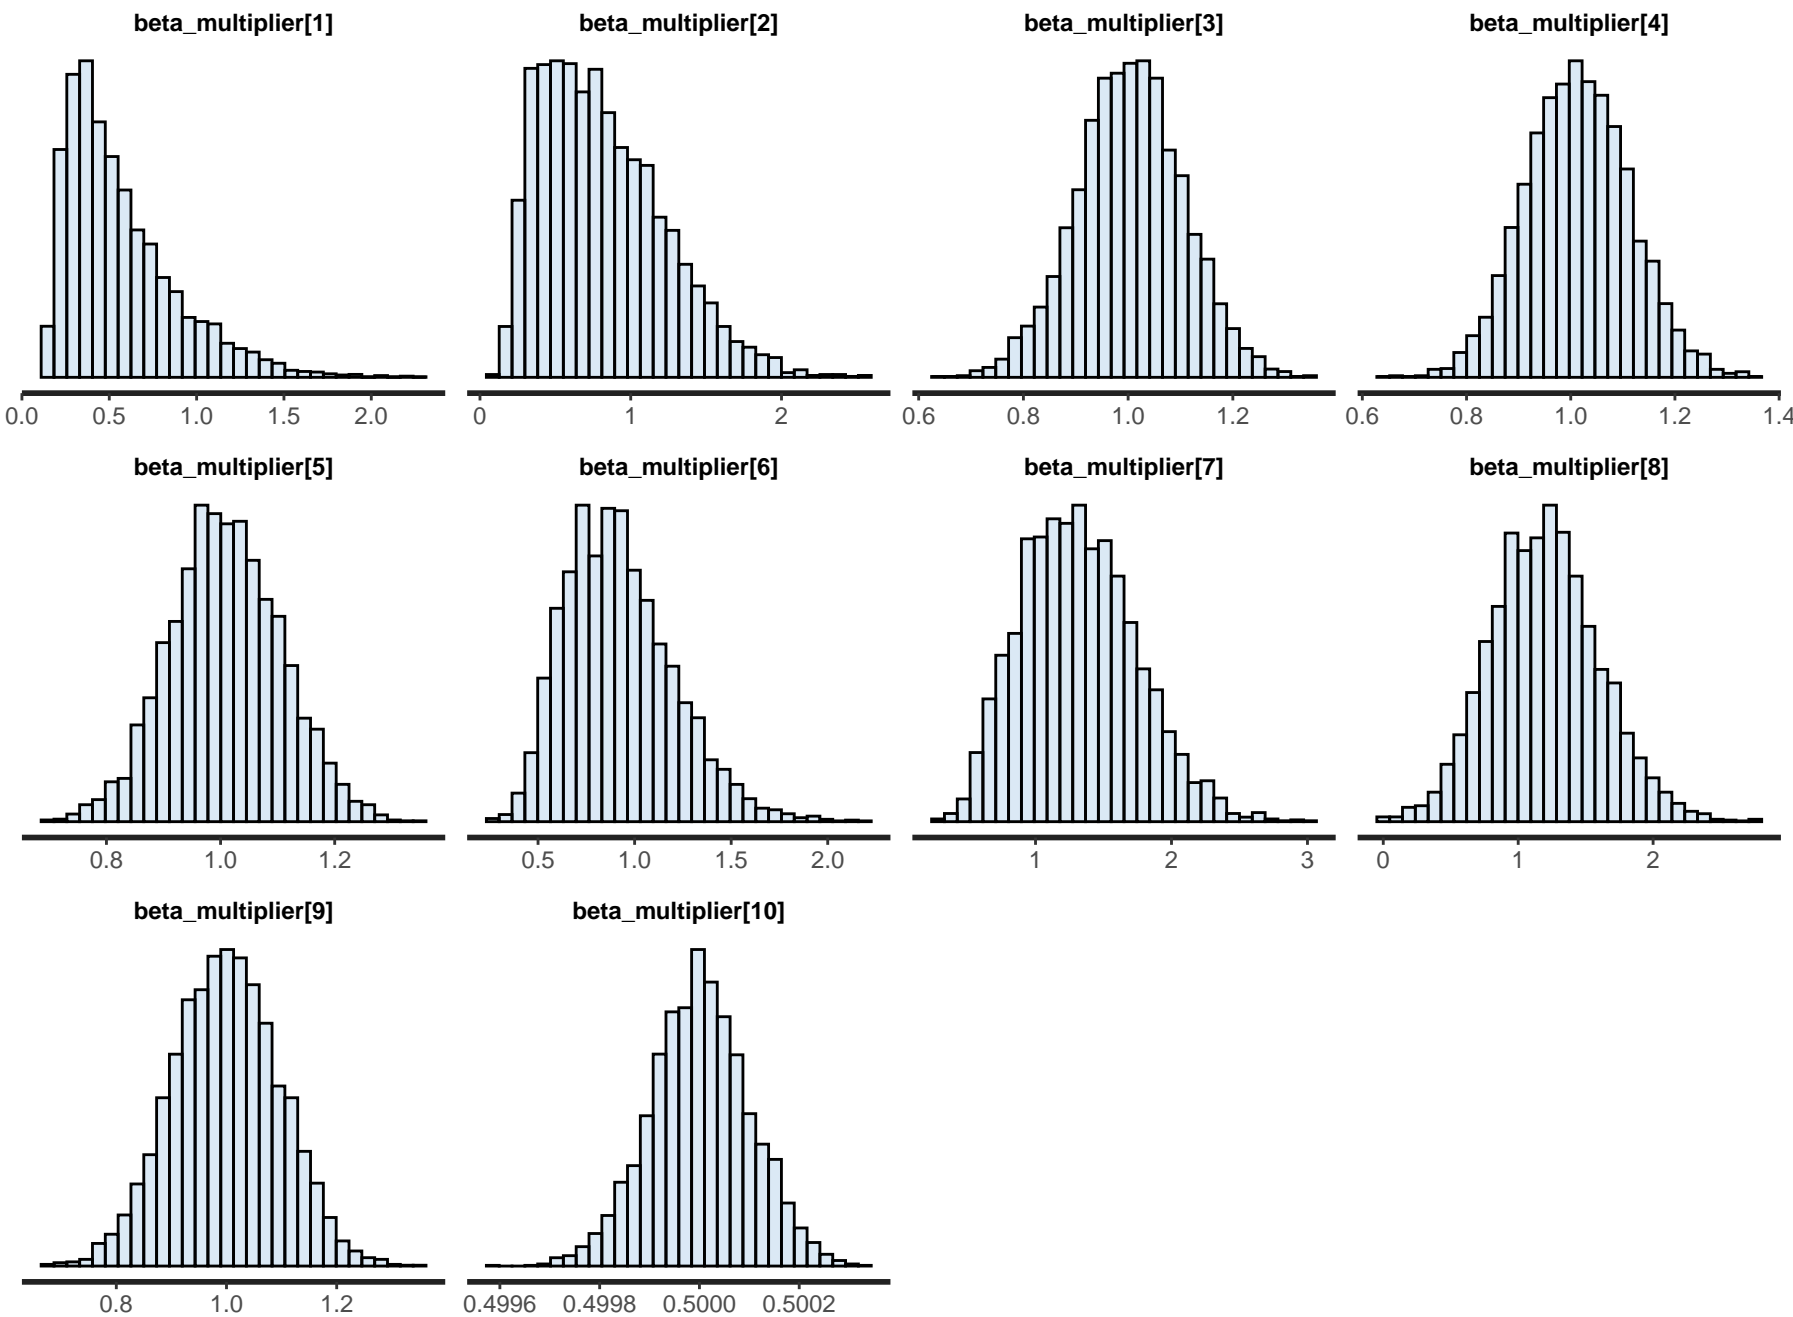 beta_multiplier[1] beta_multiplier[2] beta_multiplier[3] beta_multiplier[4]
0.0 0.5 1.0 1.5 2.0 0 1 2 0.6 0.8 1.0 1.2 0.6 0.8 1.0 1.2 1.4
beta_multiplier[5] beta_multiplier[6] beta_multiplier[7] beta_multiplier[8]
0.8 1.0 1.2 0.5 1.0 1.5 2.0 1 2 3 0 1 2
beta_multiplier[9] beta_multiplier[10]
0.8 1.0 1.2 0.4996 0.4998 0.5000 0.5002